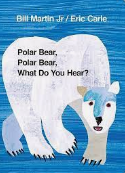 Bill Martin Jr / Eric Carle
Polar Bear,
Polar Bear,
What Do You Hear?